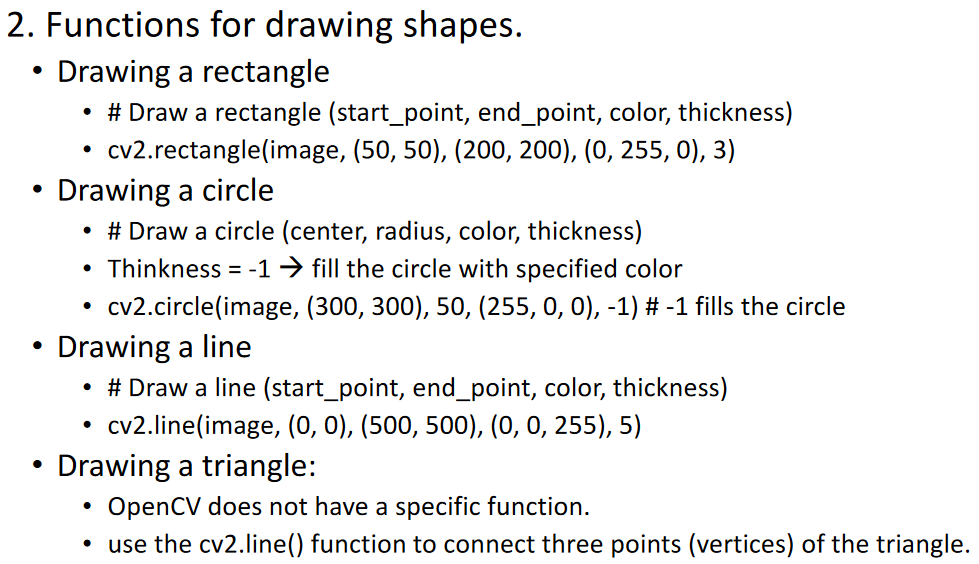 2. Functions for drawing shapes.
• Drawing a rectangle
• # Draw a rectangle (start_point, end_point, color, thickness)
• cv2.rectangle(image, (50, 50), (200, 200), (0, 255, 0), 3)
• Drawing a circle
• # Draw a circle (center, radius, color, thickness)
• Thinkness = -1 → fill the circle with specified color
• cv2.circle(image, (300, 300), 50, (255, 0, 0), -1) # -1 fills the circle
• Drawing a line
• # Draw a line (start_point, end_point, color, thickness)
• cv2.line(image, (0, 0), (500, 500), (0, 0, 255), 5)
• Drawing a triangle:
• OpenCV does not have a specific function.
• use the cv2.line() function to connect three points (vertices) of the triangle.